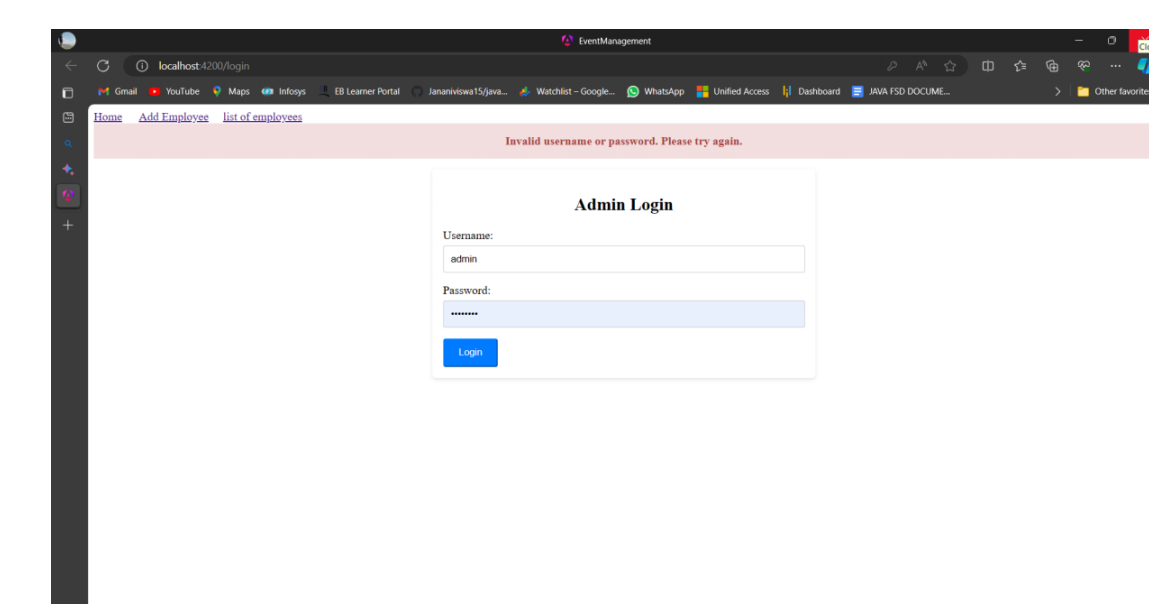 EventManagement
localhost:4200/login
Gmail YouTube Maps Infosys EB Learner Portal Jananiviswa15/java... Watchlist – Google... WhatsApp Unified Access Dashboard JAVA FSD DOCUME... Other favorite
Home Add Employee list of employees
Invalid username or password. Please try again.
Admin Login
Username:
admin
Password:
••••••••
Login